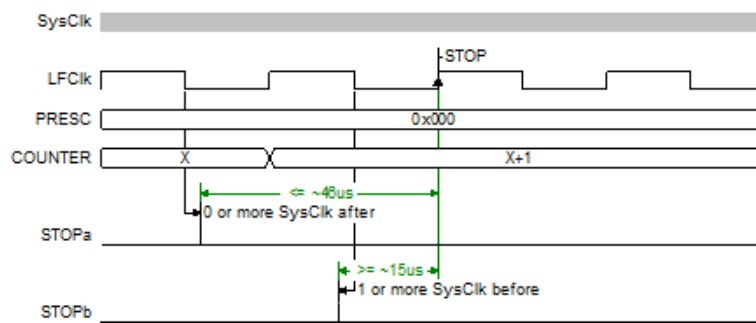 SysClk
STOP
LFClk
PRESC
0x000
COUNTER
X
X+1
<= ~46us
0 or more SysClk after
STOPa
>= ~15us
1 or more SysClk before
STOPb